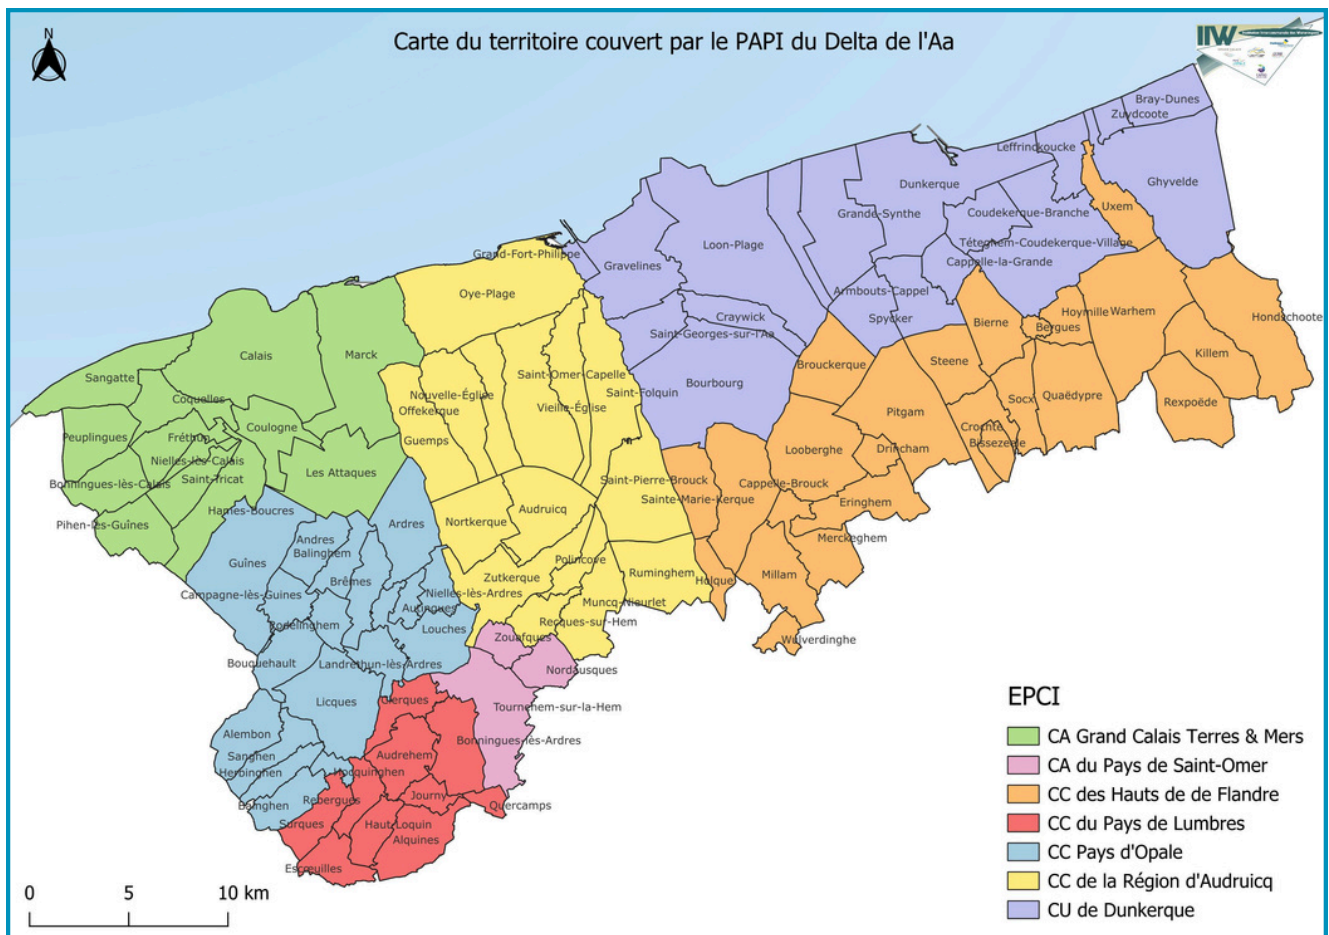 N
Carte du territoire couvert par le PAPI du Delta de l'Aa
IIW
Bray-Dunes
Zuydcoote
Leffrinckoucke
Ghyvelde
Dunkerque
Uxem
Grande-Synthe
Coudekerque-Branche
Téteghem-Coudekerque-Village
Loon-Plage
Grand-Fort-Philippe
Cappelle-la-Grande
Gravelines
Oye-Plage
Armbouts-Cappel
Craywick
Spycker
Hoymille
Warhem
Hondschoote
Bierne
Bergues
Saint-Georges-sur-l'Aa
Calais
Marck
Killem
Steene
Brouckerque
Sangatte
Saint-Omer-Capelle
Bourbourg
Saint-Folquin
Nouvelle-Église
Coquelles
Socx
Quaëdypre
Rexpoëde
Vieille-Église
Offekerque
Pitgam
Coulogne
Crochte
Peuplingues
Fréthun
Guemps
Bissezeele
Drincham
Looberghe
Nielles-lès-Calais
Les Attaques
Saint-Tricat
Saint-Pierre-Brouck
Cappelle-Brouck
Bonningues-lès-Calais
Sainte-Marie-Kerque
Eringhem
Hames-Boucres
Audruicq
Pihen-lès-Guînes
Ardres
Nortkerque
Merckeghem
Andres
Balinghem
Guînes
Polincove
Ruminghem
Millam
Brêmes
Zutkerque
Holque
Campagne-lès-Guines
Nielles-lès-Ardres
Muncq-Nieurlet
Autingues
Recques-sur-Hem
Rodelinghem
Louches
Zouafques
Wulverdinghe
Bouquehault
Landrethun-lès-Ardres
Nordausques
Licques
Clerques
Tournehem-sur-la-Hem
Alembon
Bonningues-lès-Ardres
Sanghen
Audrehem
Herbinghen
Hocquinghen
Journy
Rebergues
Bainghen
Quercamps
Surques
Haut-Loquin
Alquines
Escœuilles
EPCI
CA Grand Calais Terres & Mers
CA du Pays de Saint-Omer
CC des Hauts de de Flandre
CC du Pays de Lumbres
CC Pays d'Opale
CC de la Région d'Audruicq
CU de Dunkerque
0 5 10 km